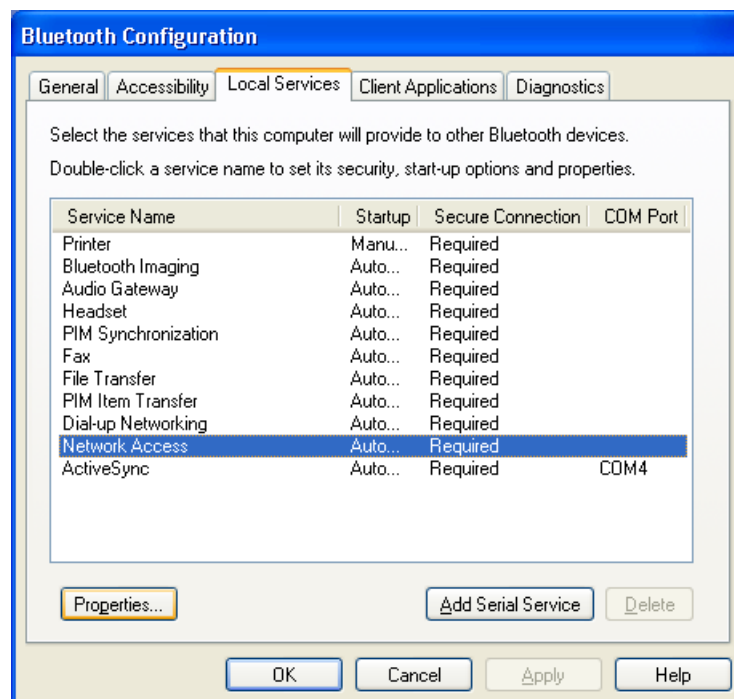 Bluetooth Configuration
General Accessibility Local Services Client Applications Diagnostics
Select the services that this computer will provide to other Bluetooth devices.
Double-click a service name to set its security, start-up options and properties.
Service Name Startup Secure Connection COM Port
Printer Manu... Required
Bluetooth Imaging Auto... Required
Audio Gateway Auto... Required
Headset Auto... Required
PIM Synchronization Auto... Required
Fax Auto... Required
File Transfer Auto... Required
PIM Item Transfer Auto... Required
Dial-up Networking Auto... Required
Network Access Auto... Required
ActiveSync Auto... Required COM4
Properties... Add Serial Service Delete
OK Cancel Apply Help